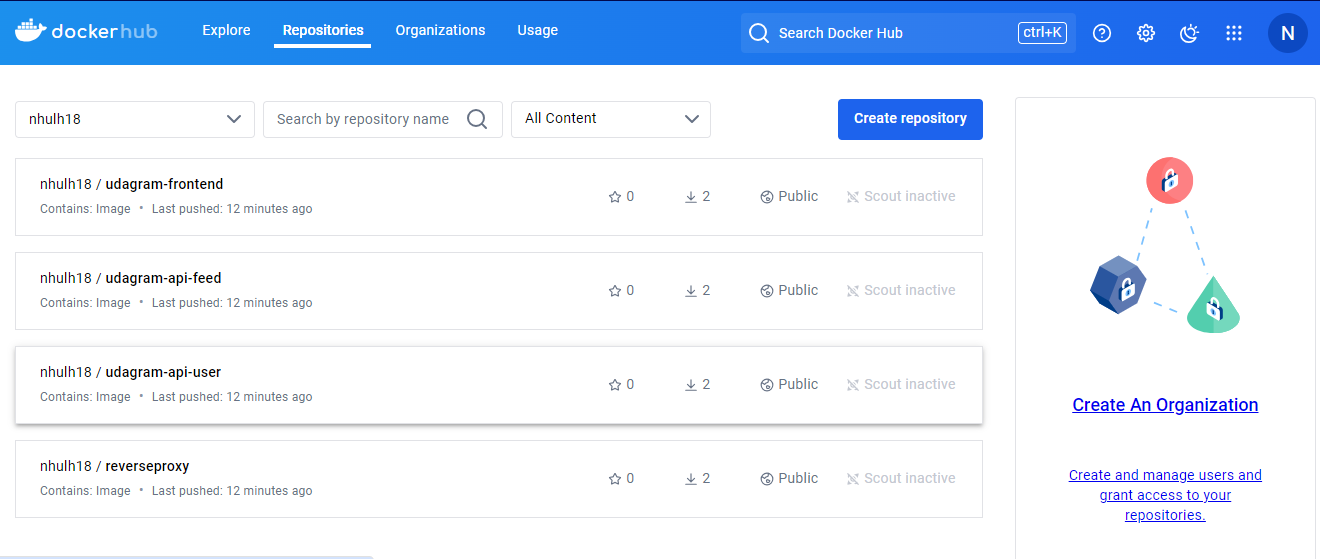 dockerhub Explore Repositories Organizations Usage Search Docker Hub ctrl+K N
nhulh18 Search by repository name All Content Create repository
nhulh18 / udagram-frontend
Contains: Image • Last pushed: 12 minutes ago
0 2 Public Scout inactive
nhulh18 / udagram-api-feed
Contains: Image • Last pushed: 12 minutes ago
0 2 Public Scout inactive
nhulh18 / udagram-api-user
Contains: Image • Last pushed: 12 minutes ago
0 2 Public Scout inactive
nhulh18 / reverseproxy
Contains: Image • Last pushed: 12 minutes ago
0 2 Public Scout inactive
Create An Organization
Create and manage users and
grant access to your
repositories.